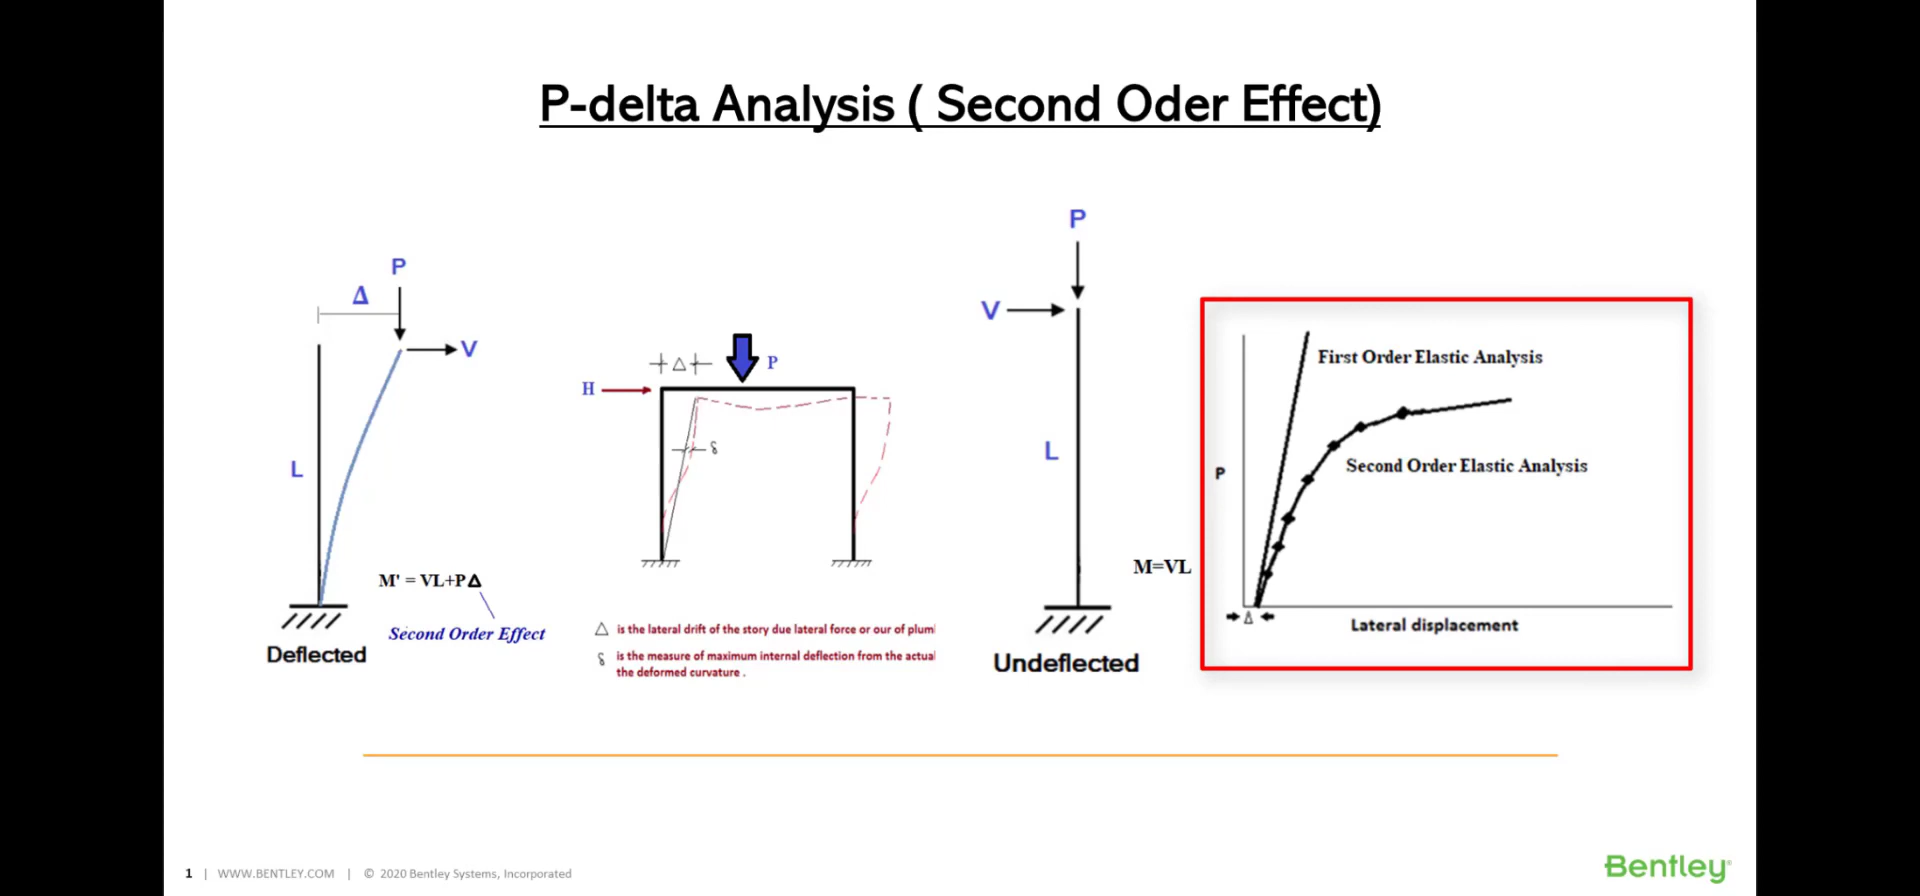 P-delta Analysis ( Second Oder Effect)
P
Δ
V
L
M' = VL+PΔ
Second Order Effect
Deflected
Δ
P
H
δ
△ is the lateral drift of the story due lateral force or our of plum
δ is the measure of maximum internal deflection from the actual
the deformed curvature .
P
V
L
M=VL
Undeflected
First Order Elastic Analysis
Second Order Elastic Analysis
P
Δ
Lateral displacement
1 | WWW.BENTLEY.COM | © 2020 Bentley Systems, Incorporated
Bentley®